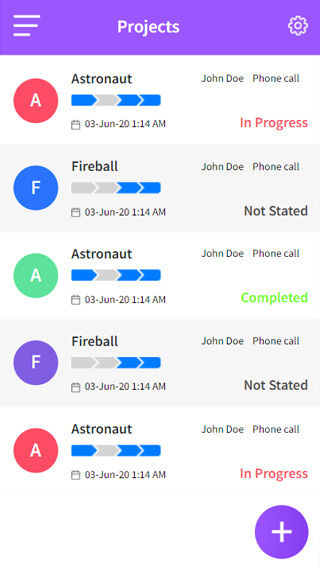 Projects
A
Astronaut
John Doe Phone call
03-Jun-20 1:14 AM
In Progress
F
Fireball
John Doe Phone call
03-Jun-20 1:14 AM
Not Stated
A
Astronaut
John Doe Phone call
03-Jun-20 1:14 AM
Completed
F
Fireball
John Doe Phone call
03-Jun-20 1:14 AM
Not Stated
A
Astronaut
John Doe Phone call
03-Jun-20 1:14 AM
In Progress
+